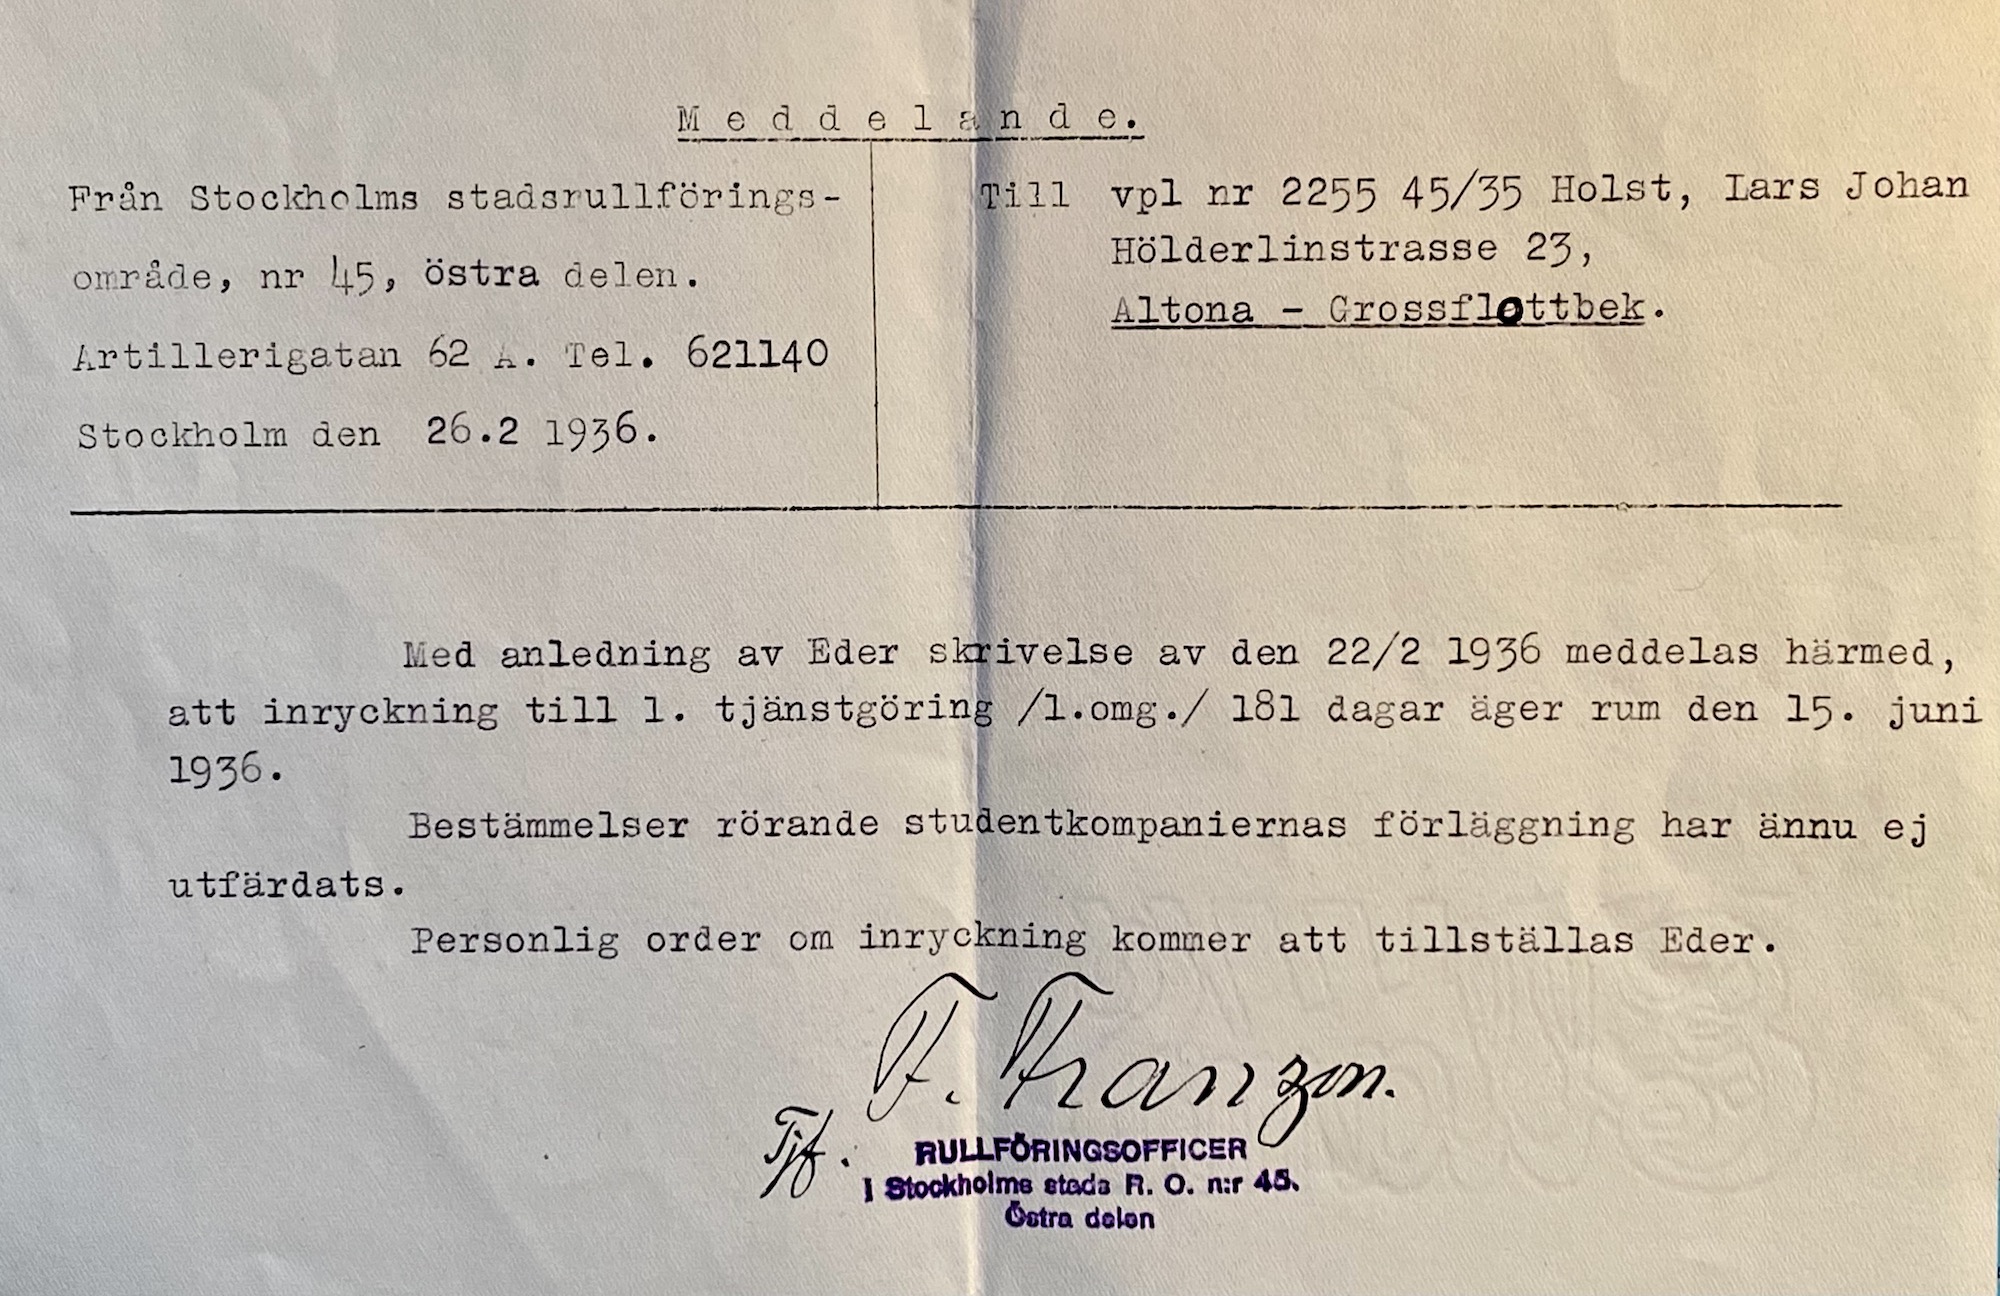 Meddelande.
Från Stockholms stadsrullförings-
område, nr 45, östra delen.
Artillerigatan 62 A. Tel. 621140
Stockholm den 26.2 1936.
Till vpl nr 2255 45/35 Holst, Lars Johan
Hölderlinstrasse 23,
Altona - Grossflottbek.
Med anledning av Eder skrivelse av den 22/2 1936 meddelas härmed,
att inryckning till 1. tjänstgöring /1.omg./ 181 dagar äger rum den 15. juni
1936.
Bestämmelser rörande studentkompaniernas förläggning har ännu ej
utfärdats.
Personlig order om inryckning kommer att tillställas Eder.
F. Franzon.
Tjf. RULLFÖRINGSOFFICER
I Stockholms stads R. O. n:r 45.
Östra delen